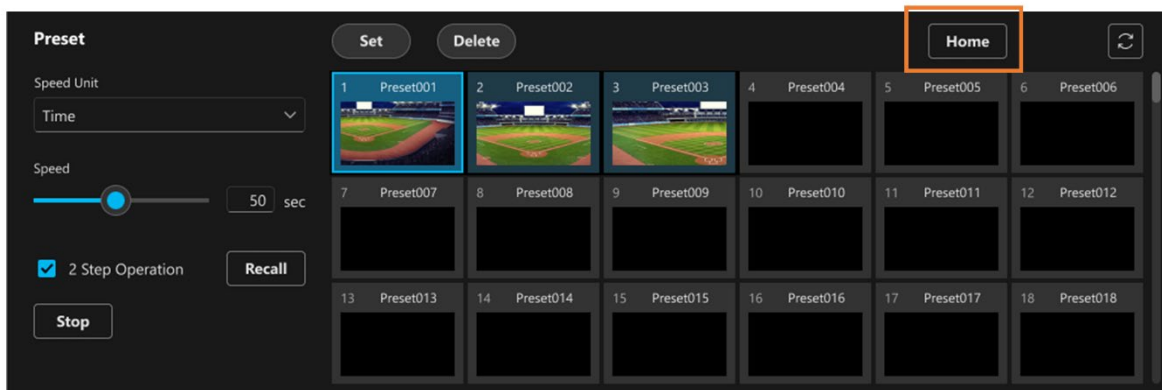 Preset
Set
Delete
Home
Speed Unit
Time
Speed
50 sec
2 Step Operation
Recall
Stop
1 Preset001
2 Preset002
3 Preset003
4 Preset004
5 Preset005
6 Preset006
7 Preset007
8 Preset008
9 Preset009
10 Preset010
11 Preset011
12 Preset012
13 Preset013
14 Preset014
15 Preset015
16 Preset016
17 Preset017
18 Preset018